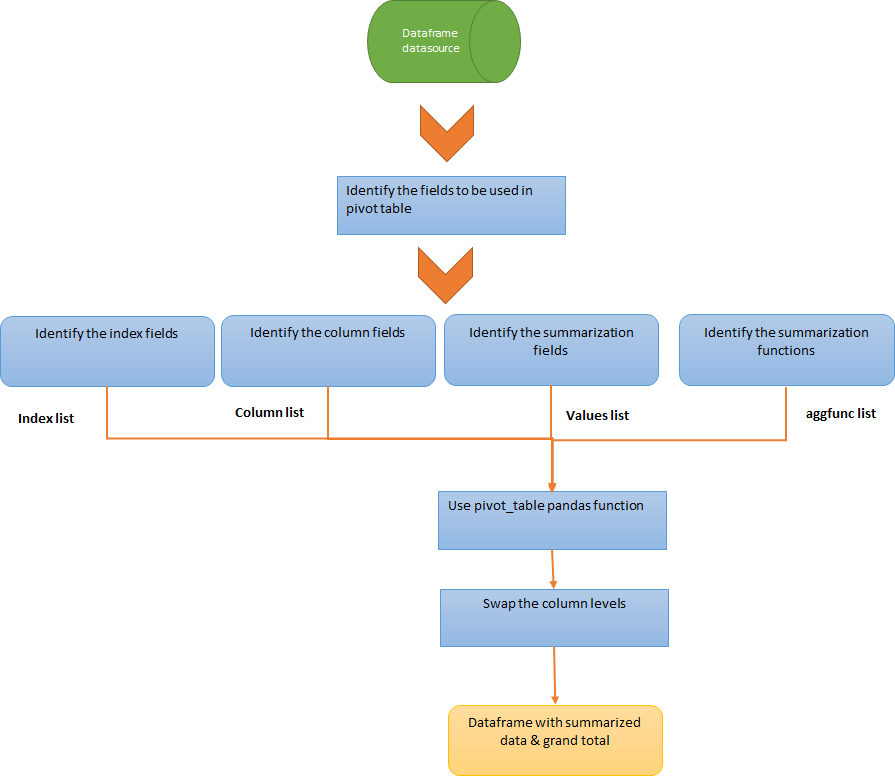 Dataframe
datasource
Identify the fields to be used in
pivot table
Identify the index fields
Identify the column fields
Identify the summarization
fields
Identify the summarization
functions
Index list
Column list
Values list
aggfunc list
Use pivot_table pandas function
Swap the column levels
Dataframe with summarized
data & grand total